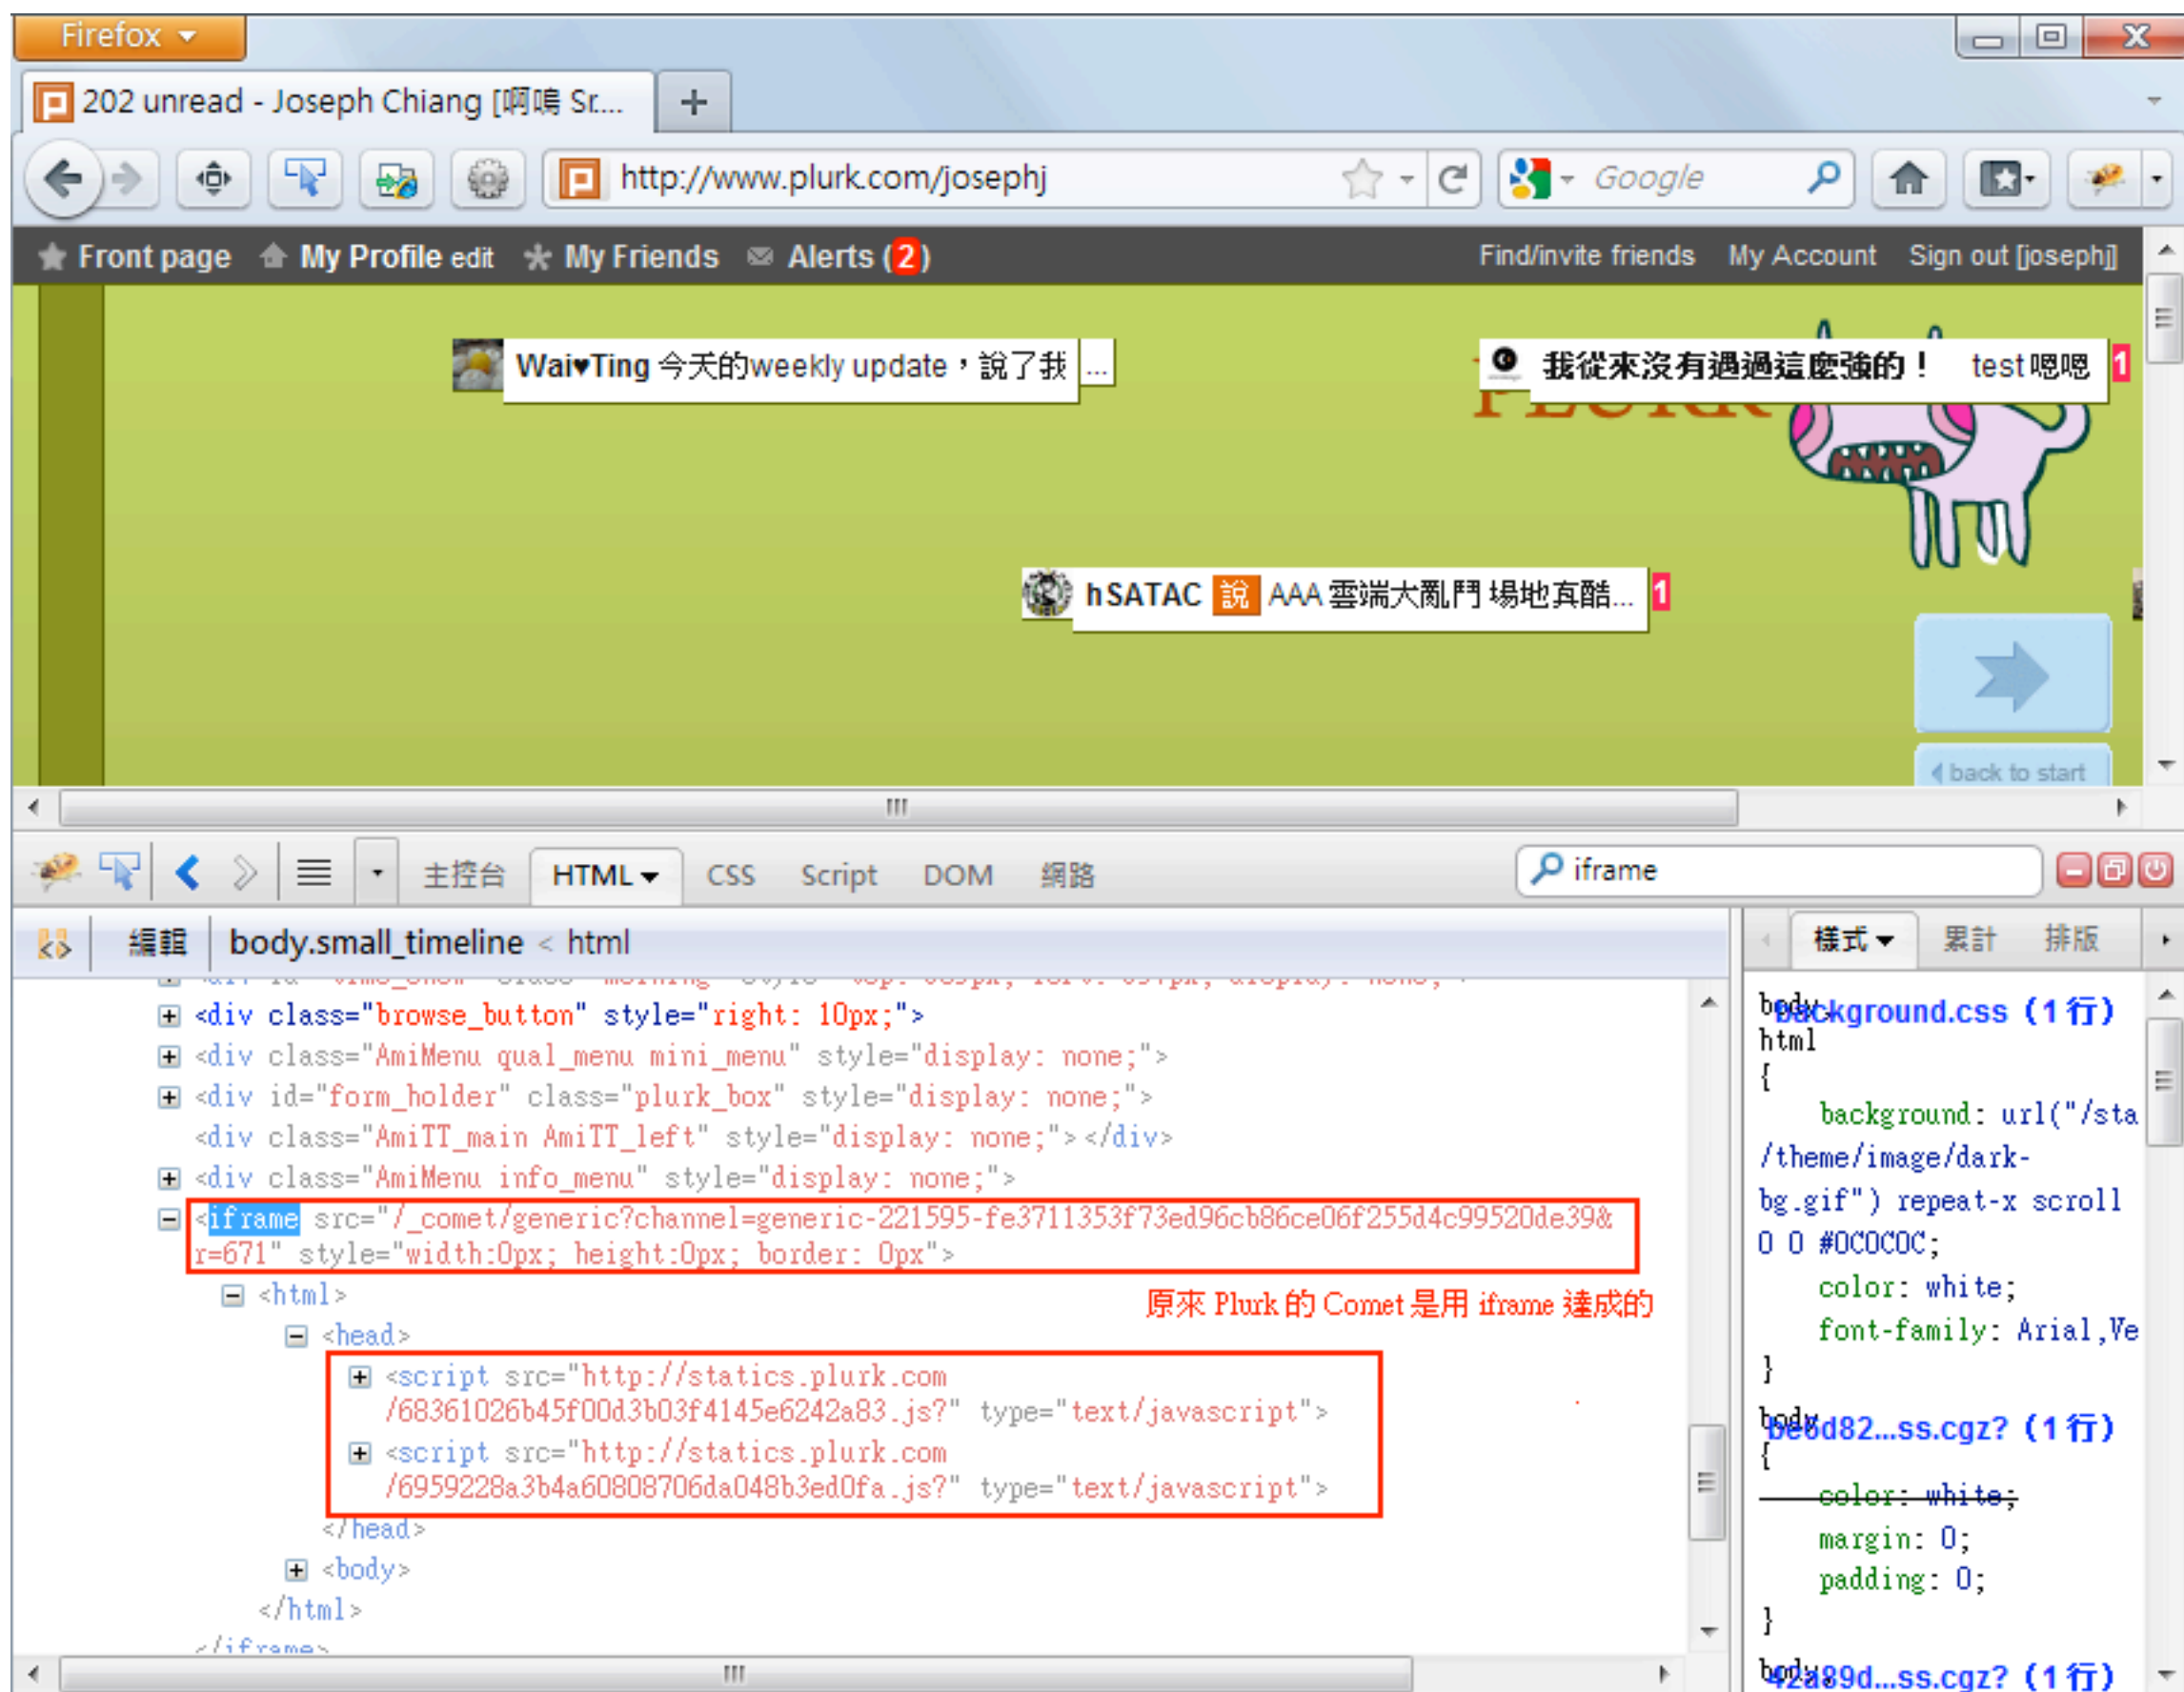 Firefox
202 unread - Joseph Chiang [啊嗚 Sr....
http://www.plurk.com/josephj
Google
Front page My Profile edit My Friends Alerts (2)
Find/invite friends My Account Sign out [josephj]
Wai♥Ting 今天的weekly update，說了我 ...
我從來沒有遇過這麼強的！ test 嗯嗯 1
PLURK
hSATAC 說 AAA 雲端大亂鬥 場地真酷... 1
back to start
主控台 HTML CSS Script DOM 網路
iframe
編輯 body.small_timeline < html
樣式 累計 排版
<div class="browse_button" style="right: 10px;">
<div class="AmiMenu qual_menu mini_menu" style="display: none;">
<div id="form_holder" class="plurk_box" style="display: none;">
<div class="AmiTT_main AmiTT_left" style="display: none;"></div>
<div class="AmiMenu info_menu" style="display: none;">
<iframe src="/_comet/generic?channel=generic-221595-fe3711353f73ed96cb86ce06f255d4c99520de39&
r=671" style="width:0px; height:0px; border: 0px">
<html>
原來 Plurk 的 Comet 是用 iframe 達成的
<head>
<script src="http://statics.plurk.com
/68361026b45f00d3b03f4145e6242a83.js?" type="text/javascript">
<script src="http://statics.plurk.com
/6959228a3b4a60808706da048b3ed0fa.js?" type="text/javascript">
</head>
<body>
</html>
</iframe>
body,
background.css (1 行)
html
{
background: url("/sta
/theme/image/dark-
bg.gif") repeat-x scroll
0 0 #0C0C0C;
color: white;
font-family: Arial,Ve
}
body
be6d82...ss.cgz? (1 行)
{
color: white;
margin: 0;
padding: 0;
}
body,
42a89d...ss.cgz? (1 行)